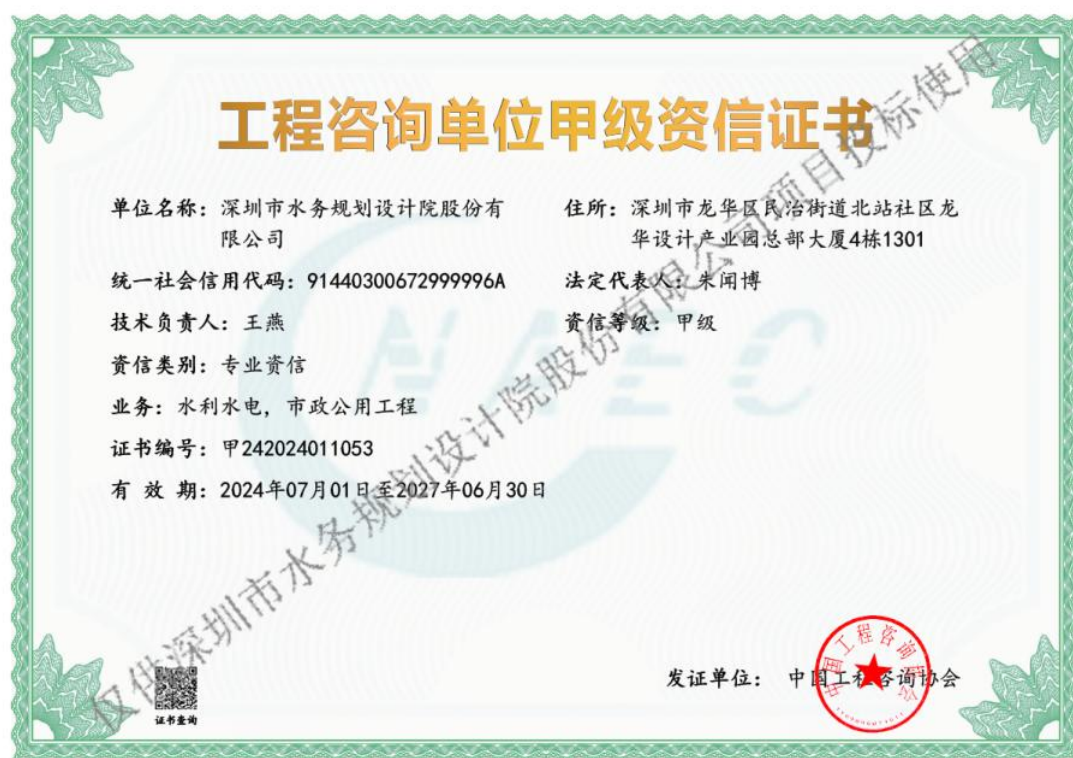 工程咨询单位甲级资信证书
单位名称：深圳市水务规划设计院股份有
限公司
住所：深圳市龙华区民治街道北站社区龙
华设计产业园总部大厦4栋1301
统一社会信用代码：91440300672999996A
法定代表人：朱闻博
技术负责人：王燕
资信等级：甲级
资信类别：专业资信
业务：水利水电，市政公用工程
证书编号：甲242024011053
有 效 期：2024年07月01日至2027年06月30日
CNAEC
仅供深圳市水务规划设计院股份有限公司项目投标使用
发证单位：中国工程咨询协会
中国工程咨询协会
证书查询